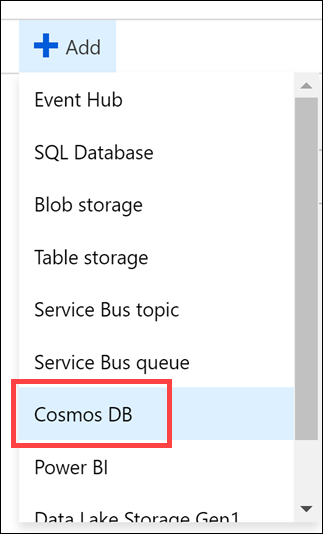 Add
Event Hub
SQL Database
Blob storage
Table storage
Service Bus topic
Service Bus queue
Cosmos DB
Power BI
Data Lake Storage Gen1